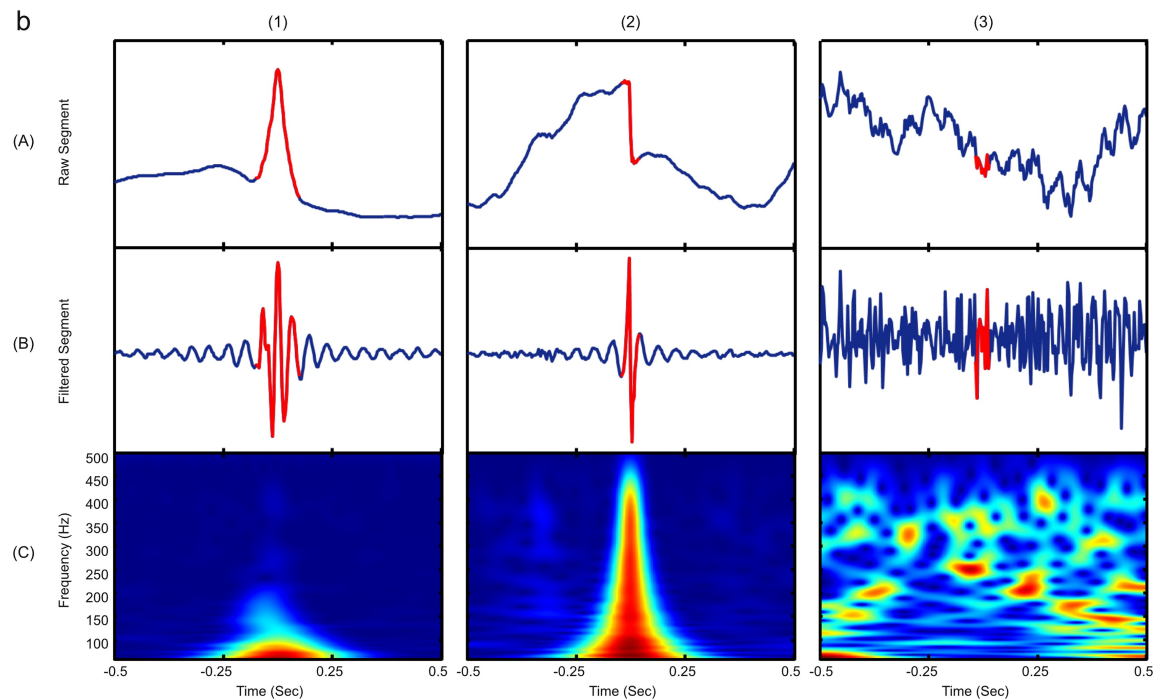 b
(1)
(2)
(3)
(A)
Raw Segment
(B)
Filtered Segment
(C)
Frequency (Hz)
500
450
400
350
300
250
200
150
100
-0.5
-0.25
0.25
0.5
-0.5
-0.25
0.25
0.5
-0.5
-0.25
0.25
0.5
Time (Sec)
Time (Sec)
Time (Sec)